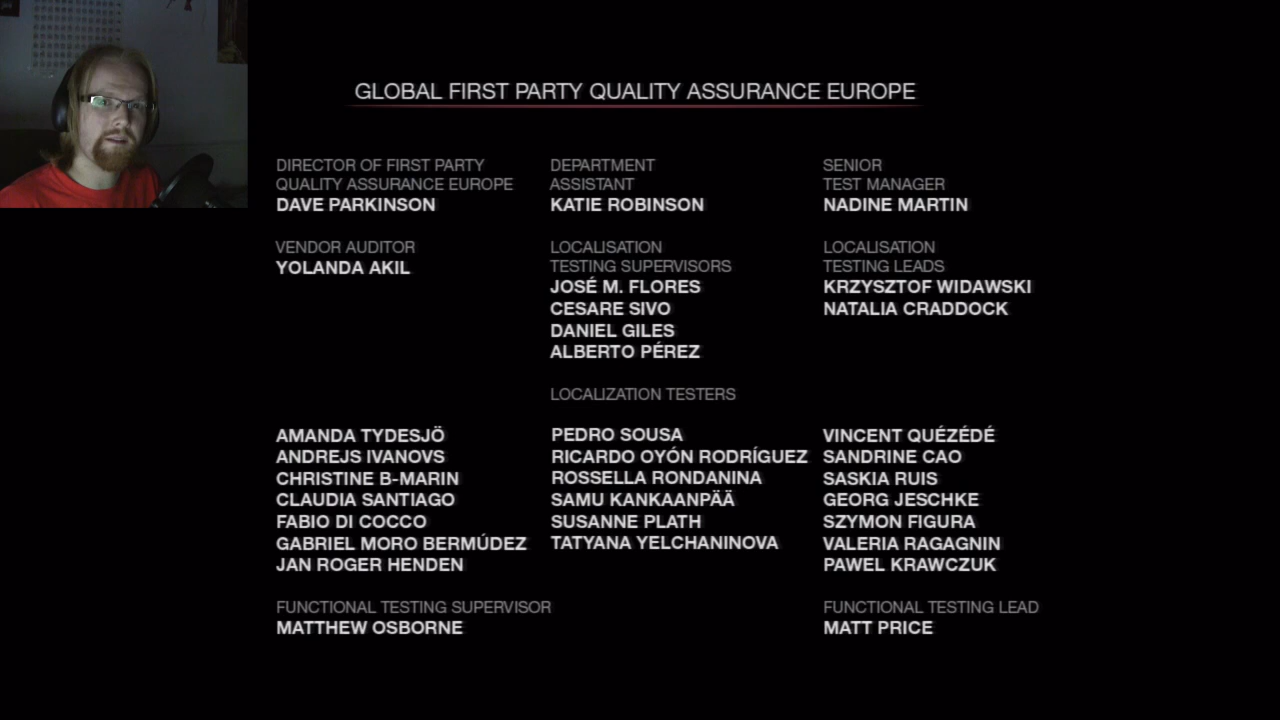 GLOBAL FIRST PARTY QUALITY ASSURANCE EUROPE
DIRECTOR OF FIRST PARTY
QUALITY ASSURANCE EUROPE
DAVE PARKINSON
DEPARTMENT
ASSISTANT
KATIE ROBINSON
SENIOR
TEST MANAGER
NADINE MARTIN
VENDOR AUDITOR
YOLANDA AKIL
LOCALISATION
TESTING SUPERVISORS
JOSÉ M. FLORES
CESARE SIVO
DANIEL GILES
ALBERTO PÉREZ
LOCALISATION
TESTING LEADS
KRZYSZTOF WIDAWSKI
NATALIA CRADDOCK
LOCALIZATION TESTERS
AMANDA TYDESJÖ
ANDREJS IVANOVS
CHRISTINE B-MARIN
CLAUDIA SANTIAGO
FABIO DI COCCO
GABRIEL MORO BERMÚDEZ
JAN ROGER HENDEN
PEDRO SOUSA
RICARDO OYÓN RODRÍGUEZ
ROSSELLA RONDANINA
SAMU KANKAANPÄÄ
SUSANNE PLATH
TATYANA YELCHANINOVA
VINCENT QUÉZÉDÉ
SANDRINE CAO
SASKIA RUIS
GEORG JESCHKE
SZYMON FIGURA
VALERIA RAGAGNIN
PAWEL KRAWCZUK
FUNCTIONAL TESTING SUPERVISOR
MATTHEW OSBORNE
FUNCTIONAL TESTING LEAD
MATT PRICE